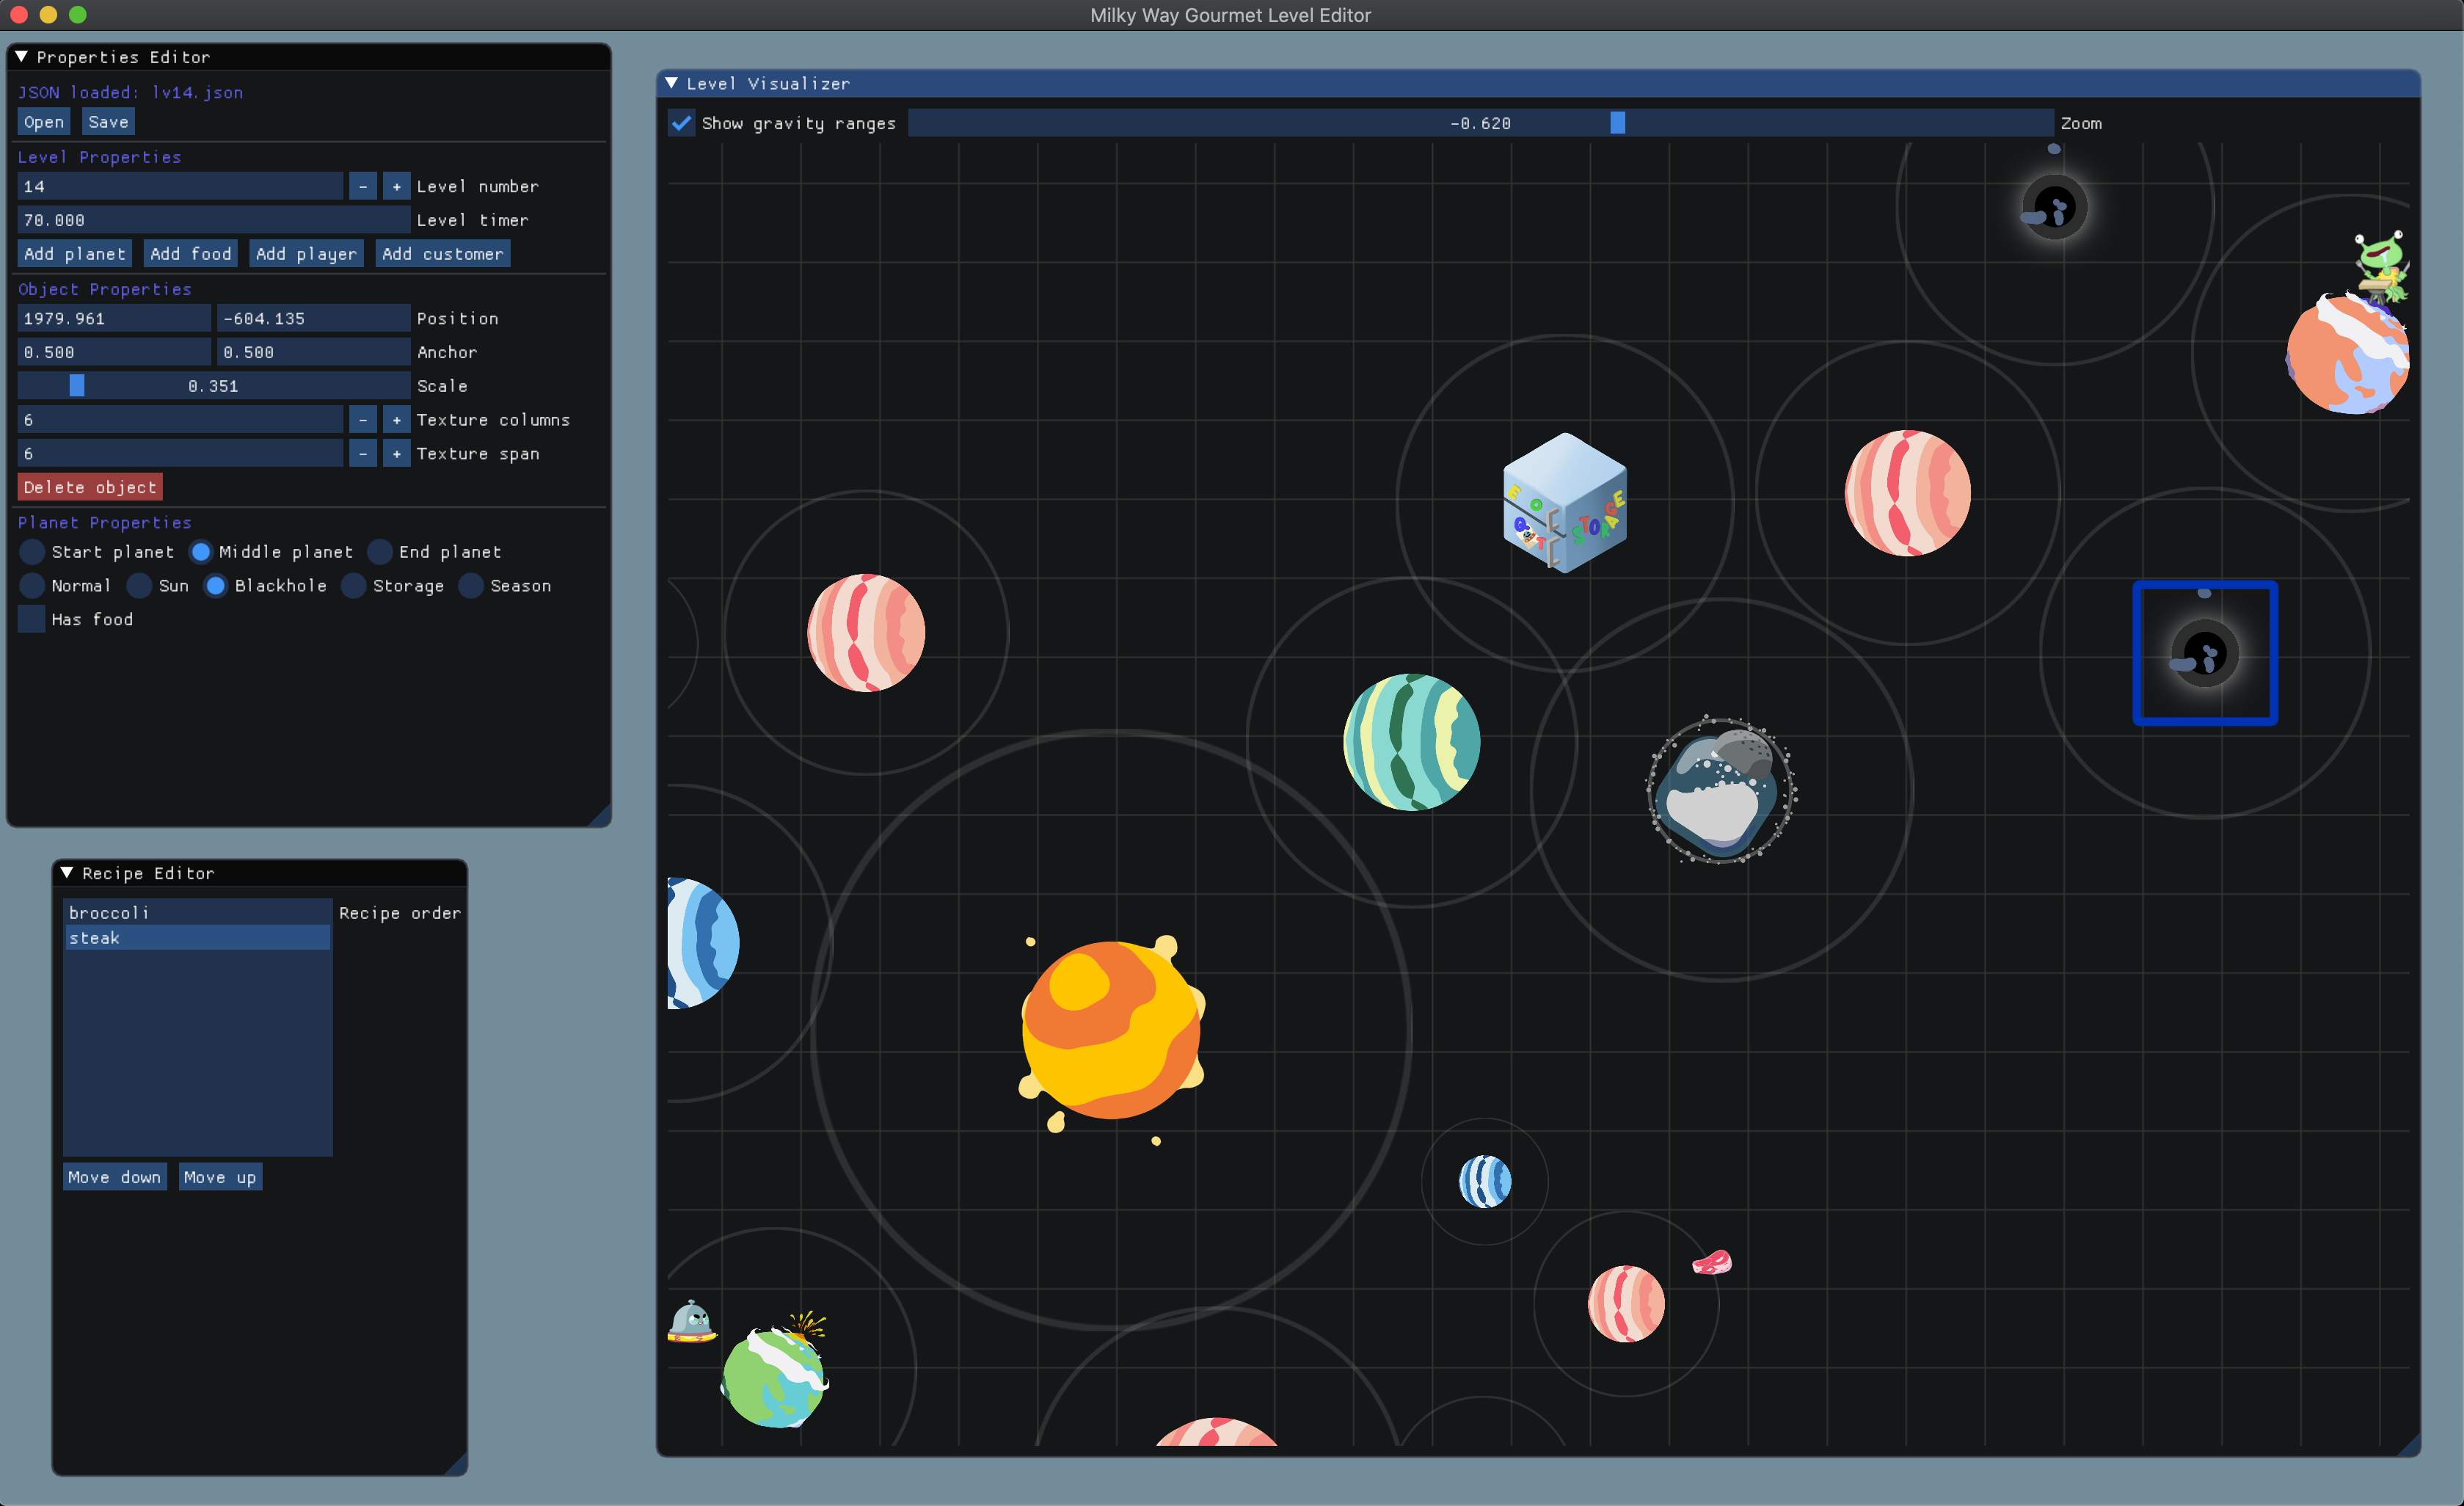 Milky Way Gourmet Level Editor
Properties Editor
JSON loaded: lv14.json
Open Save
Level Properties
14 - + Level number
70.000 Level timer
Add planet Add food Add player Add customer
Object Properties
1979.961 -604.135 Position
0.500 0.500 Anchor
0.351 Scale
6 - + Texture columns
6 - + Texture span
Delete object
Planet Properties
Start planet Middle planet End planet
Normal Sun Blackhole Storage Season
Has food
Recipe Editor
broccoli Recipe order
steak
Move down Move up
Level Visualizer
Show gravity ranges -0.620 Zoom
STORAGE